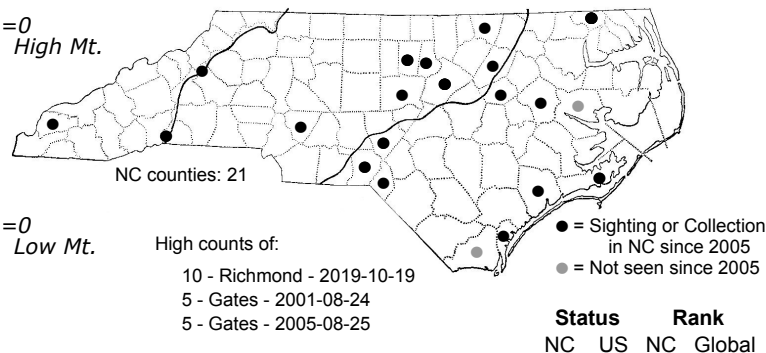 =0
High Mt.
NC counties: 21
=0
Low Mt.
High counts of:
10 - Richmond - 2019-10-19
5 - Gates - 2001-08-24
5 - Gates - 2005-08-25
● = Sighting or Collection
in NC since 2005
● = Not seen since 2005
Status Rank
NC US NC Global